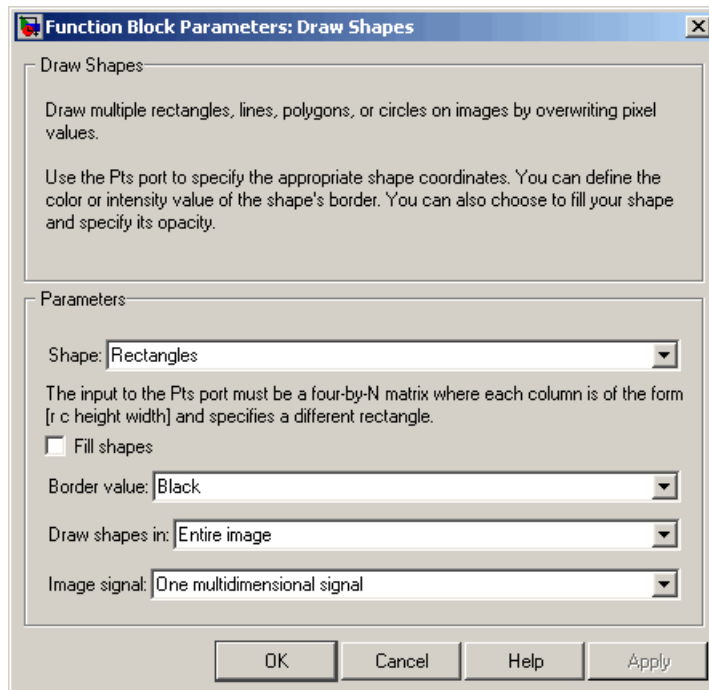 Function Block Parameters: Draw Shapes
Draw Shapes
Draw multiple rectangles, lines, polygons, or circles on images by overwriting pixel
values.
Use the Pts port to specify the appropriate shape coordinates. You can define the
color or intensity value of the shape's border. You can also choose to fill your shape
and specify its opacity.
Parameters
Shape: Rectangles
The input to the Pts port must be a four-by-N matrix where each column is of the form
[r c height width] and specifies a different rectangle.
Fill shapes
Border value: Black
Draw shapes in: Entire image
Image signal: One multidimensional signal
OK Cancel Help Apply